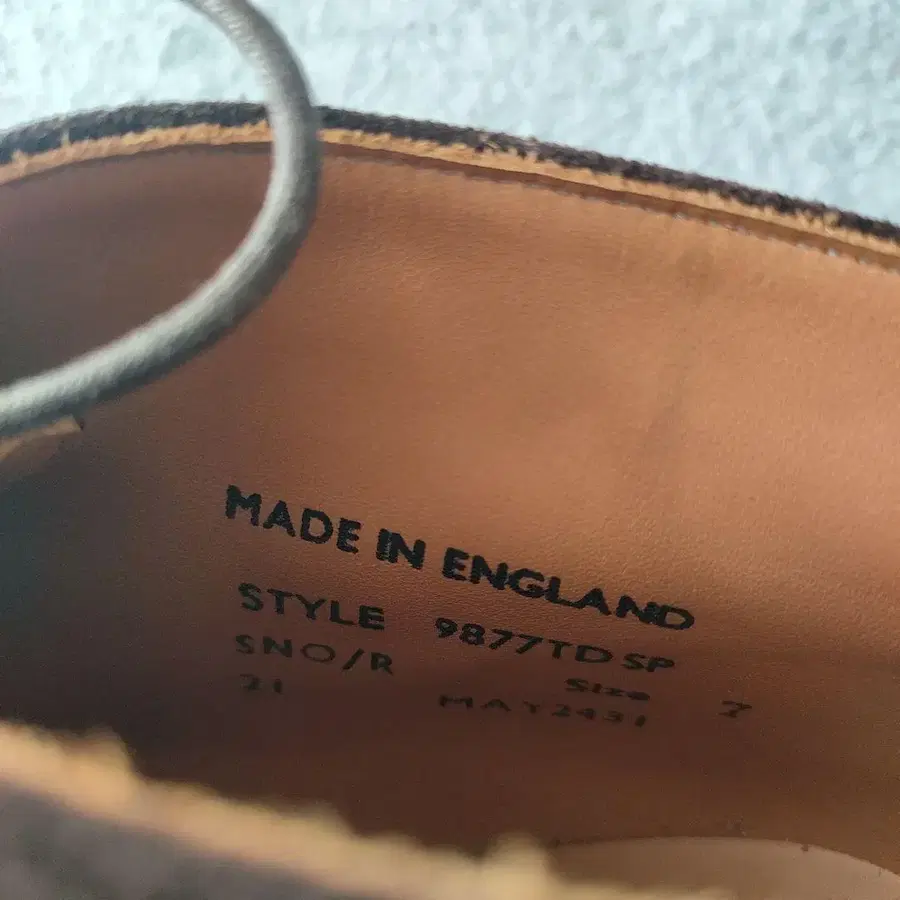 MADE IN ENGLAND
STYLE 9877TD SP
SNO/R Size 7
21 MAY2431